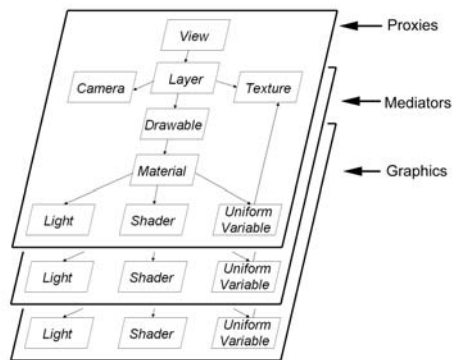 View
Proxies
Camera
Layer
Texture
Mediators
Drawable
Material
Graphics
Light
Shader
Uniform
Variable
Light
Shader
Uniform
Variable
Light
Shader
Uniform
Variable